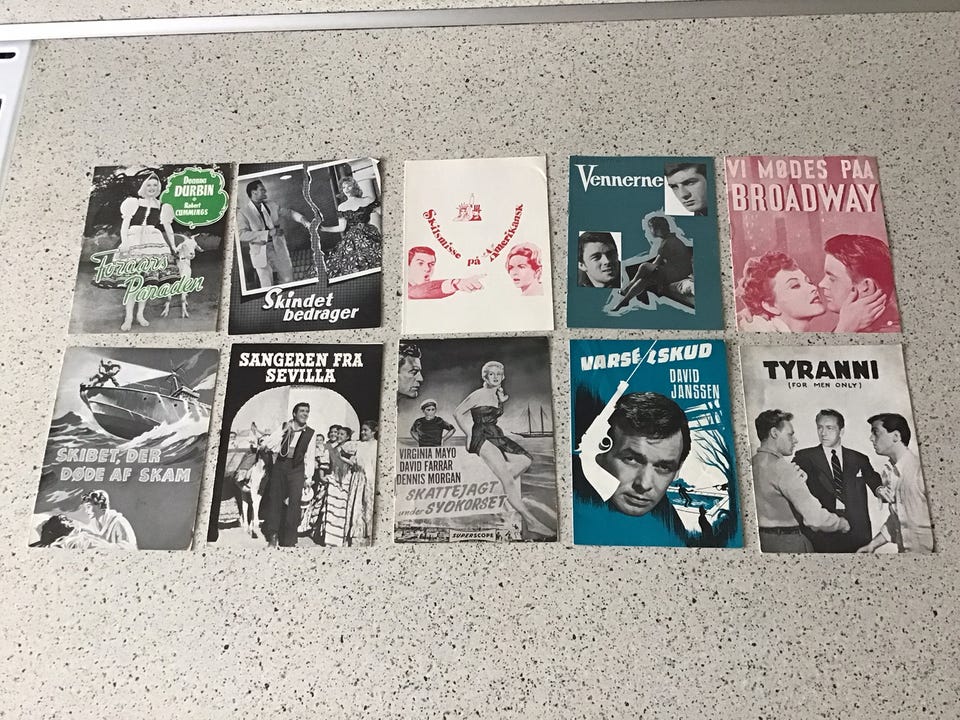 Deanna
DURBIN
Robert
CUMMINGS
Foraars
Paraden
Skindet
bedrager
Skilsmisse på Amerikansk
Vennerne
VI MØDES PAA
BROADWAY
SKIBET, DER
DØDE AF SKAM
SANGEREN FRA
SEVILLA
VIRGINIA MAYO
DAVID FARRAR
DENNIS MORGAN
SKATTEJAGT
under SYDKORSET
SUPERSCOPE
VARSELSKUD
DAVID
JANSSEN
TYRANNI
(FOR MEN ONLY)